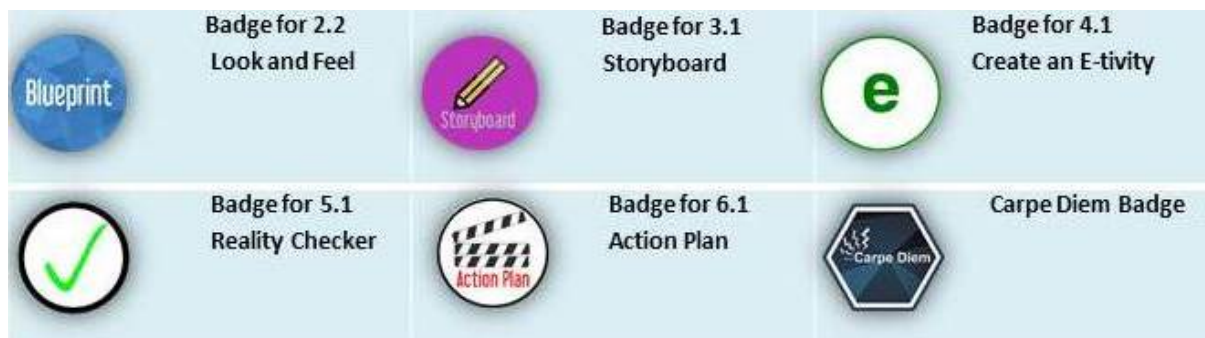 Blueprint
Badge for 2.2
Look and Feel
Storyboard
Badge for 3.1
Storyboard
e
Badge for 4.1
Create an E-tivity
Badge for 5.1
Reality Checker
Action Plan
Badge for 6.1
Action Plan
Carpe Diem
Carpe Diem Badge